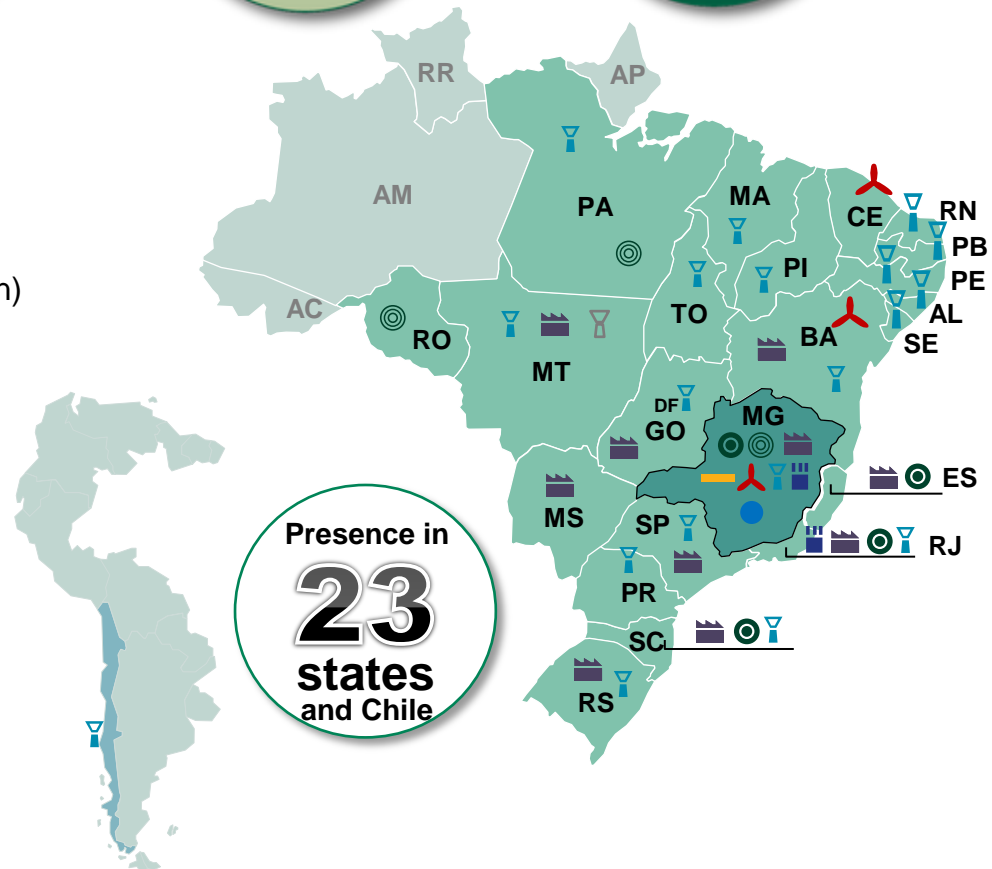 RR
AP
AM
PA
MA
CE
RN
PB
PI
PE
n)
AC
RO
TO
AL
BA
SE
MT
DF
GO
MG
ES
MS
SP
Presence in
RJ
23
PR
SC
states
RS
and Chile